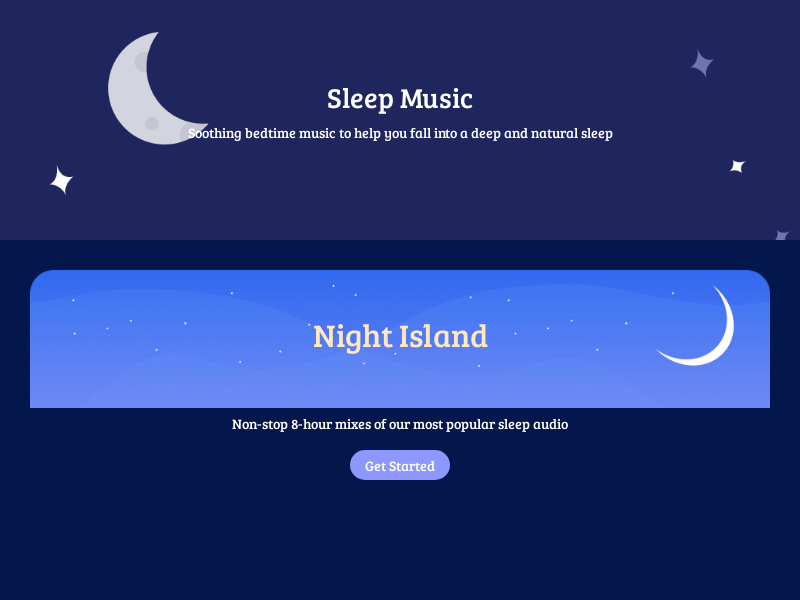 Sleep Music
Soothing bedtime music to help you fall into a deep and natural sleep
Night Island
Non-stop 8-hour mixes of our most popular sleep audio
Get Started